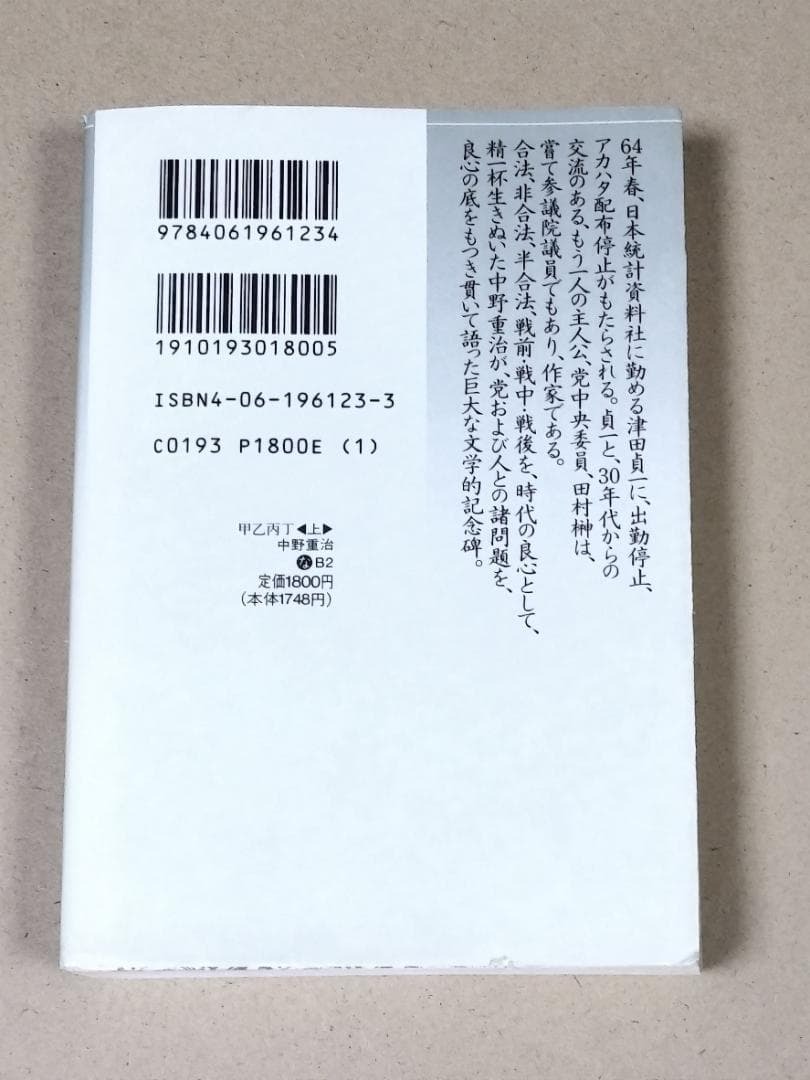 64年春、日本統計資料社に勤める津田貞一に、出勤停止、
アカハタ配布停止がもたらされる。貞一と、30年代からの
交流のある、もう一人の主人公、党中央委員、田村榊は、
嘗て参議院議員でもあり、作家である。
合法、非合法、半合法、戦前・戦中・戦後を、時代の良心として、
精一杯生きぬいた中野重治が、党および人との諸問題を、
良心の底をもつき貫いて語った巨大な文学的記念碑。
9784061961234
1910193018005
ISBN4-06-196123-3
C0193 P1800E (1)
甲乙丙丁◀上▶
中野重治
なB2
定価1800円
(本体1748円)